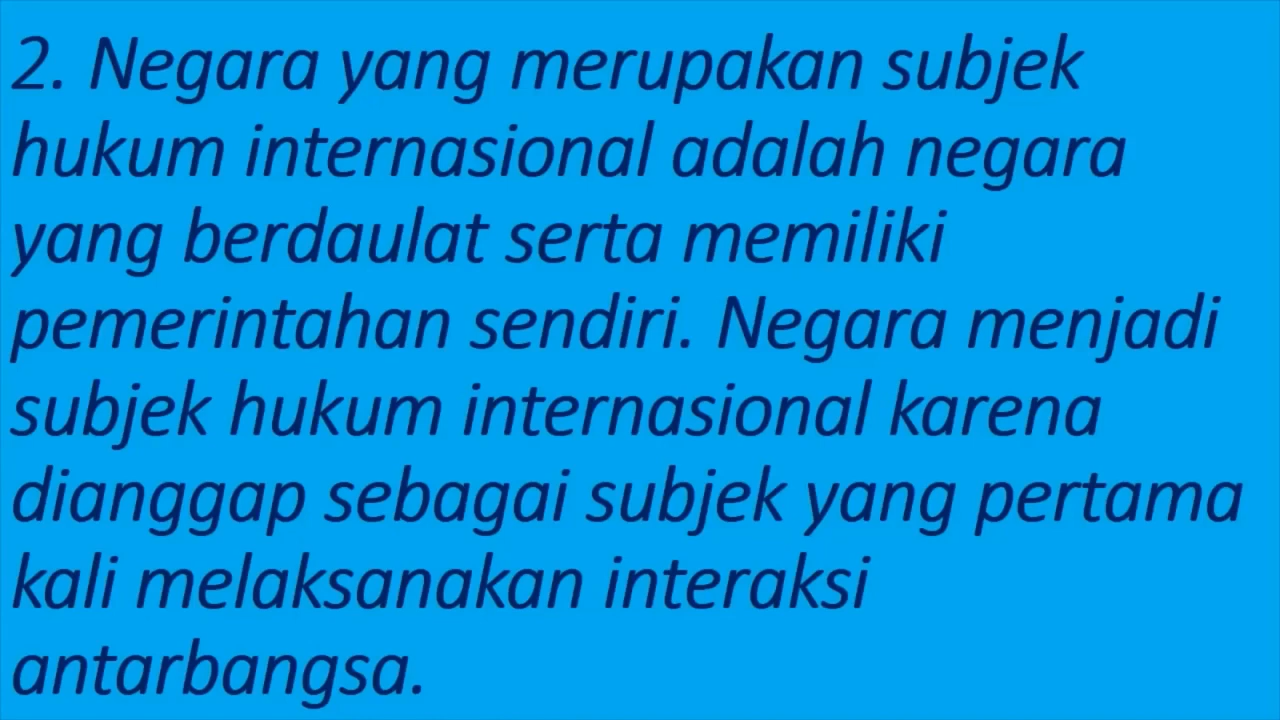 2. Negara yang merupakan subjek
hukum internasional adalah negara
yang berdaulat serta memiliki
pemerintahan sendiri. Negara menjadi
subjek hukum internasional karena
dianggap sebagai subjek yang pertama
kali melaksanakan interaksi
antarbangsa.